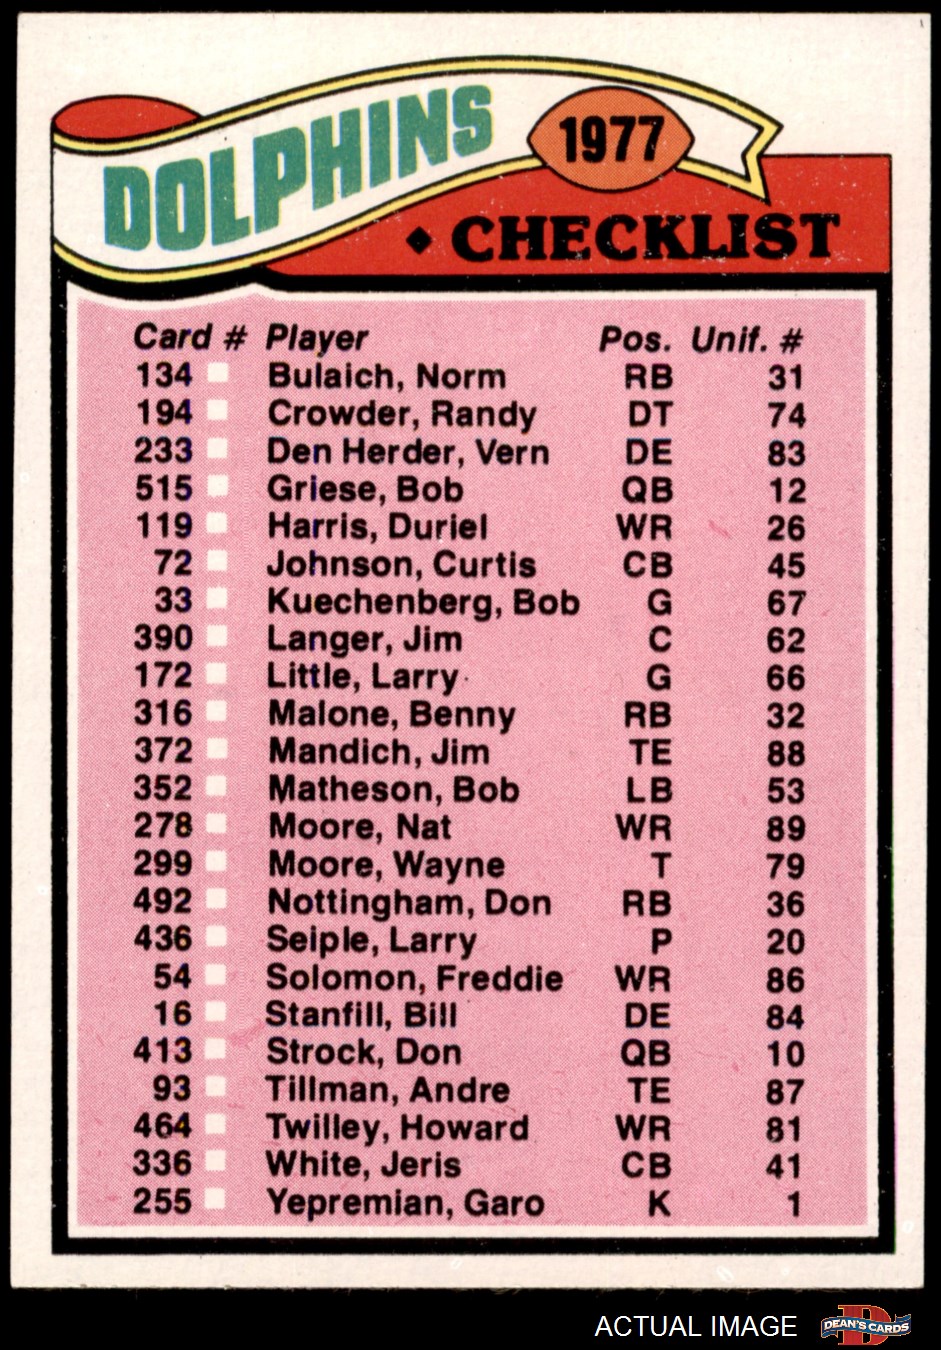 DOLPHINS
1977
◆ CHECKLIST
Card # Player Pos. Unif. #
134 Bulaich, Norm RB 31
194 Crowder, Randy DT 74
233 Den Herder, Vern DE 83
515 Griese, Bob QB 12
119 Harris, Duriel WR 26
72 Johnson, Curtis CB 45
33 Kuechenberg, Bob G 67
390 Langer, Jim C 62
172 Little, Larry G 66
316 Malone, Benny RB 32
372 Mandich, Jim TE 88
352 Matheson, Bob LB 53
278 Moore, Nat WR 89
299 Moore, Wayne T 79
492 Nottingham, Don RB 36
436 Seiple, Larry P 20
54 Solomon, Freddie WR 86
16 Stanfill, Bill DE 84
413 Strock, Don QB 10
93 Tillman, Andre TE 87
464 Twilley, Howard WR 81
336 White, Jeris CB 41
255 Yepremian, Garo K 1
ACTUAL IMAGE
D
DEAN'S CARDS